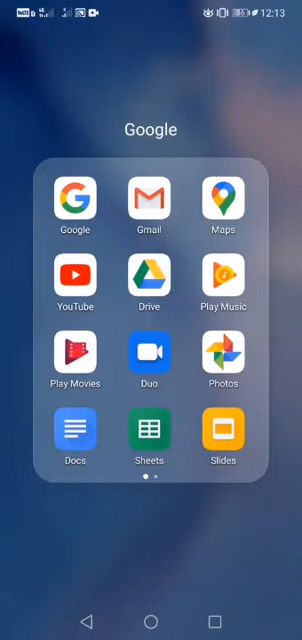 12:13
Google
Google Gmail Maps
YouTube Drive Play Music
Play Movies Duo Photos
Docs Sheets Slides